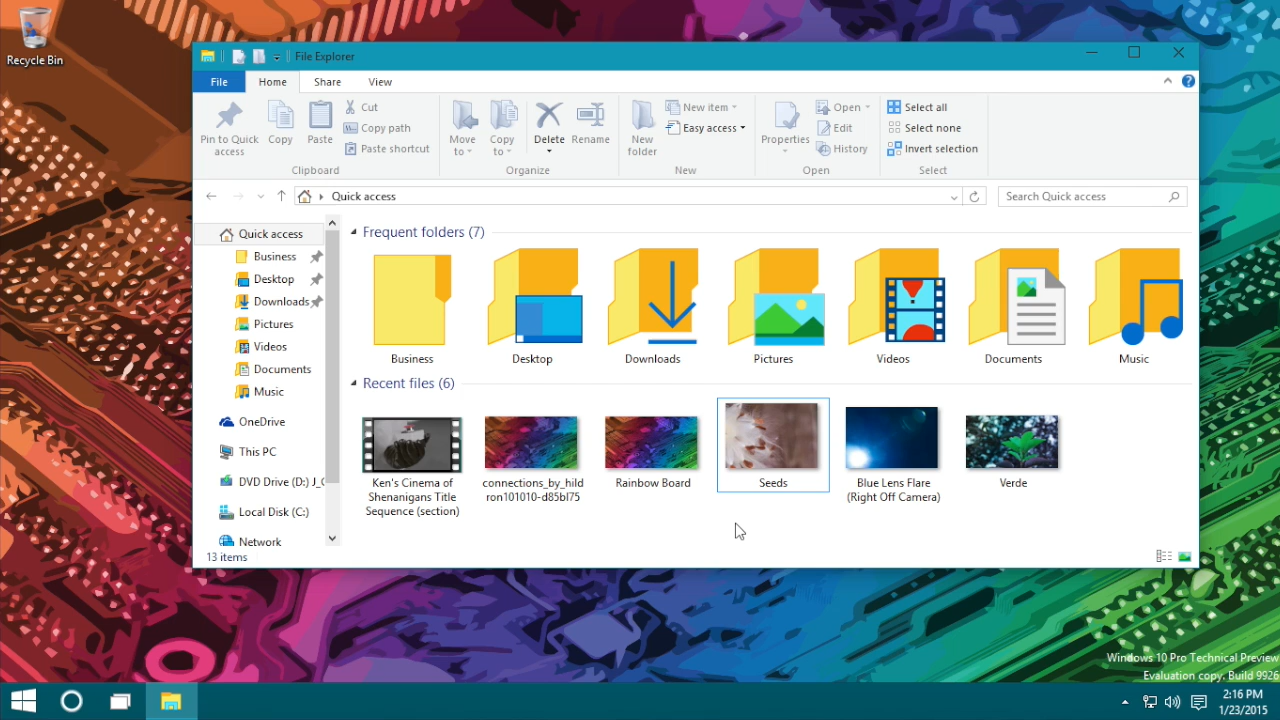 Recycle Bin
File Explorer
File Home Share View
Pin to Quick access
Copy
Paste
Cut
Copy path
Paste shortcut
Clipboard
Move to
Copy to
Delete
Rename
Organize
New folder
New item
Easy access
New
Properties
Open
Edit
History
Open
Select all
Select none
Invert selection
Select
Quick access
Search Quick access
Quick access
Business
Desktop
Downloads
Pictures
Videos
Documents
Music
OneDrive
This PC
DVD Drive (D:) J_C
Local Disk (C:)
Network
Frequent folders (7)
Business
Desktop
Downloads
Pictures
Videos
Documents
Music
Recent files (6)
Ken's Cinema of
Shenanigans Title
Sequence (section)
connections_by_hild
ron101010-d85bl75
Rainbow Board
Seeds
Blue Lens Flare
(Right Off Camera)
Verde
13 items
Windows 10 Pro Technical Preview
Evaluation copy. Build 9926
2:16 PM
1/23/2015